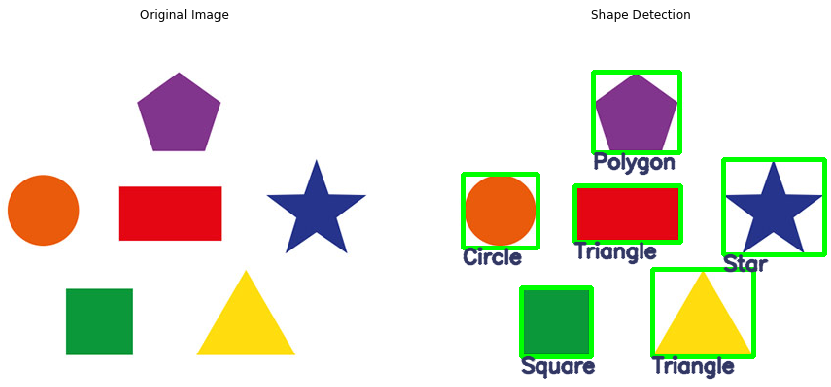 Original Image
Shape Detection
Polygon
Circle
Triangle
Star
Square
Triangle